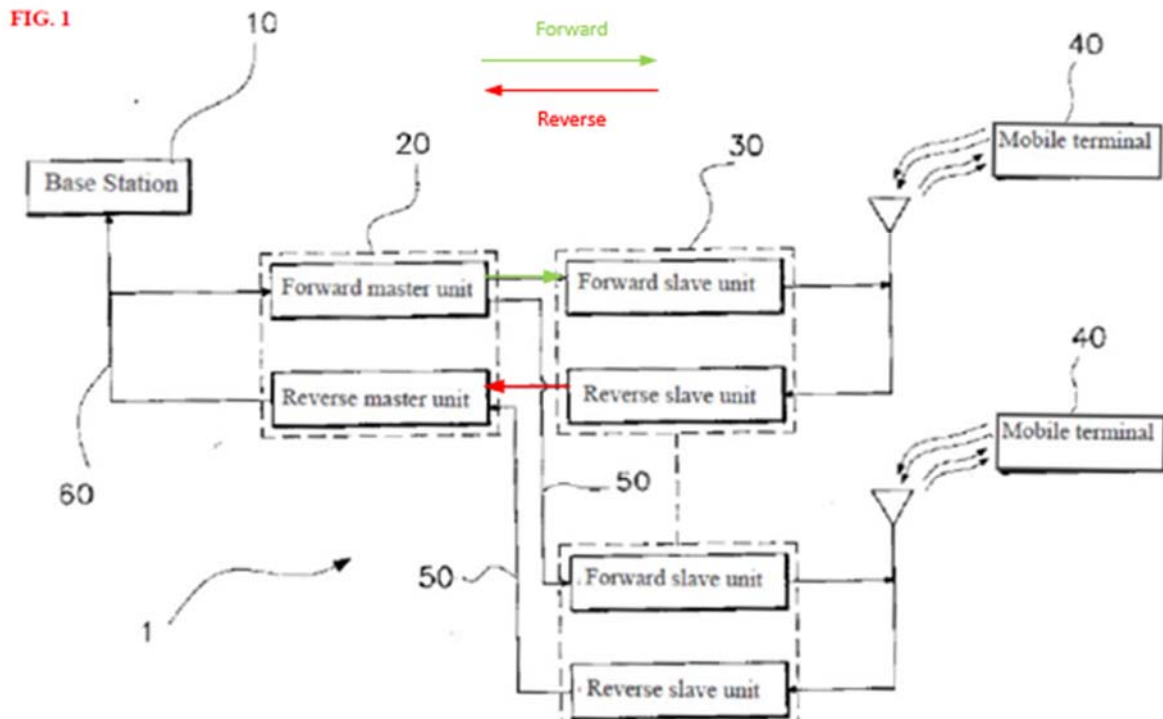 FIG. 1
10
Forward
Reverse
40
Mobile terminal
20
30
Base Station
Forward master unit
Forward slave unit
Reverse master unit
Reverse slave unit
40
Mobile terminal
60
50
50
Forward slave unit
1
Reverse slave unit